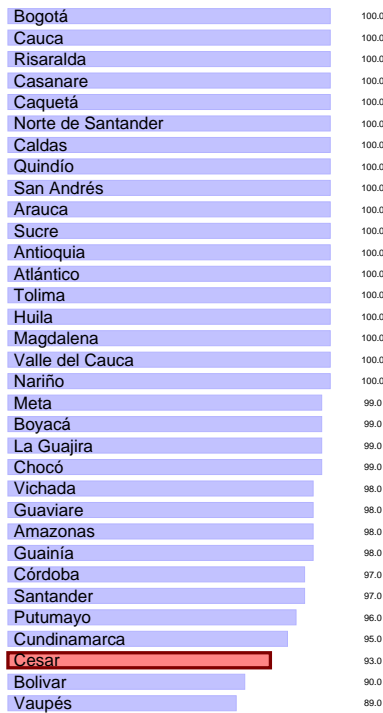 Bogotá 100.0
Cauca 100.0
Risaralda 100.0
Casanare 100.0
Caquetá 100.0
Norte de Santander 100.0
Caldas 100.0
Quindío 100.0
San Andrés 100.0
Arauca 100.0
Sucre 100.0
Antioquia 100.0
Atlántico 100.0
Tolima 100.0
Huila 100.0
Magdalena 100.0
Valle del Cauca 100.0
Nariño 100.0
Meta 99.0
Boyacá 99.0
La Guajira 99.0
Chocó 99.0
Vichada 98.0
Guaviare 98.0
Amazonas 98.0
Guainía 98.0
Córdoba 97.0
Santander 97.0
Putumayo 96.0
Cundinamarca 95.0
Cesar 93.0
Bolivar 90.0
Vaupés 89.0